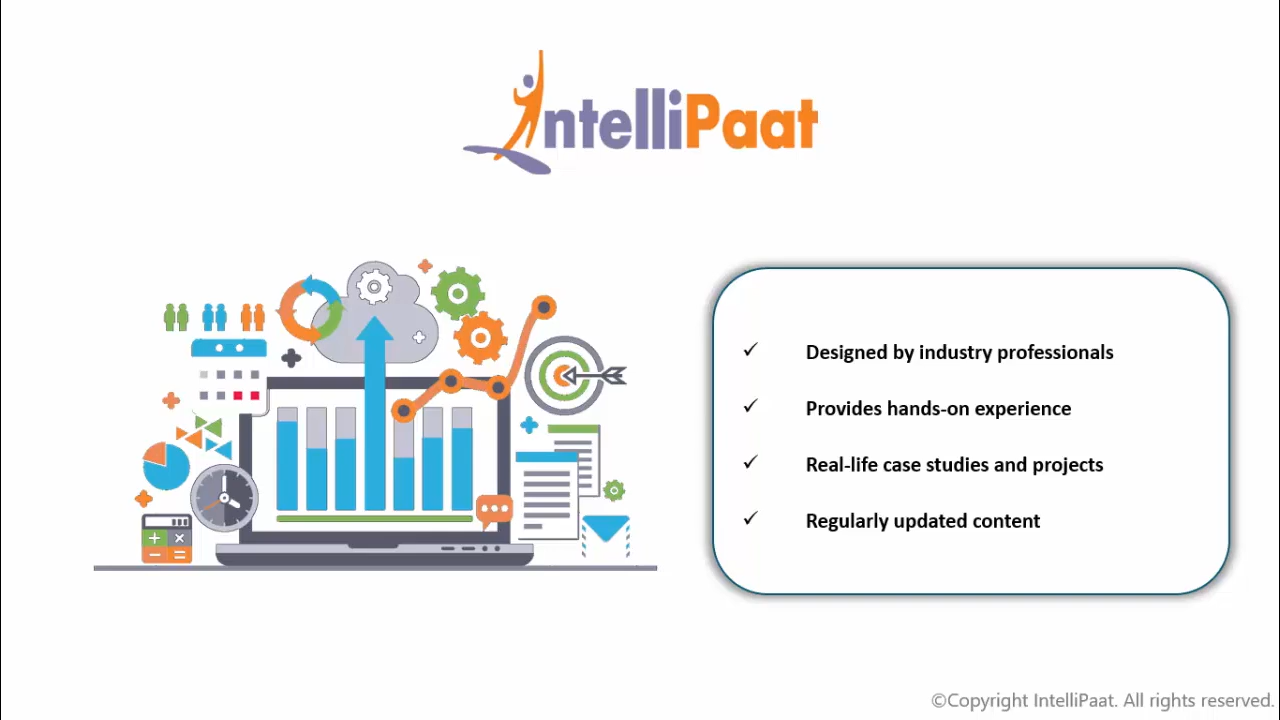 IntelliPaat
Designed by industry professionals
Provides hands-on experience
Real-life case studies and projects
Regularly updated content
©Copyright IntelliPaat. All rights reserved.